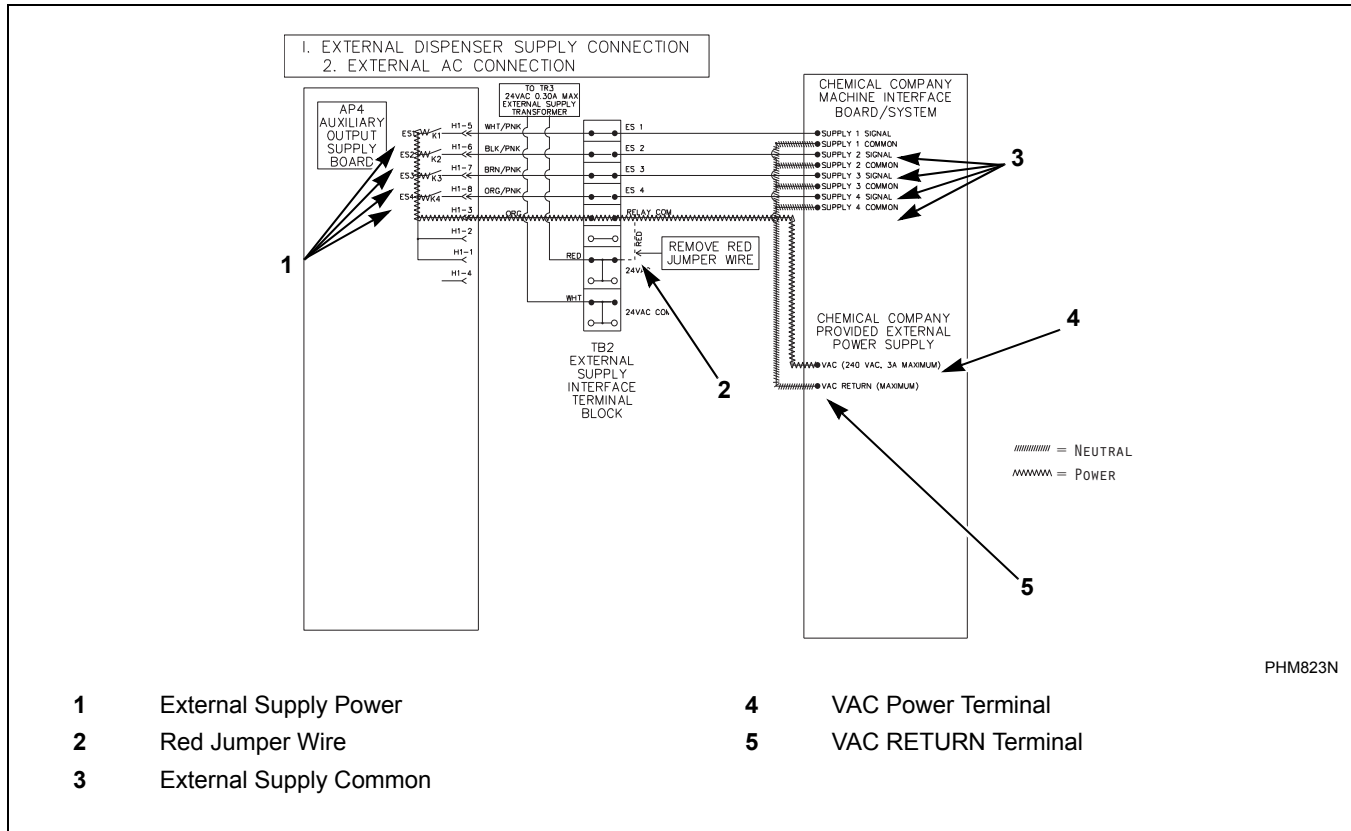 1. EXTERNAL DISPENSER SUPPLY CONNECTION
2. EXTERNAL AC CONNECTION
AP4
AUXILIARY
OUTPUT
SUPPLY
BOARD
TO TR3
24VAC 0.30A MAX
EXTERNAL SUPPLY
TRANSFORMER
CHEMICAL COMPANY
MACHINE INTERFACE
BOARD/SYSTEM
ES1 K1 H1-5 WHT/PNK ES 1
ES2 K2 H1-6 BLK/PNK ES 2
ES3 K3 H1-7 BRN/PNK ES 3
ES4 K4 H1-8 ORG/PNK ES 4
H1-3 ORG RELAY COM
H1-2
H1-1
H1-4
RED
RED
24VAC
WHT
24VAC COM
REMOVE RED
JUMPER WIRE
SUPPLY 1 SIGNAL
SUPPLY 1 COMMON
SUPPLY 2 SIGNAL
SUPPLY 2 COMMON
SUPPLY 3 SIGNAL
SUPPLY 3 COMMON
SUPPLY 4 SIGNAL
SUPPLY 4 COMMON
1
2
3
4
5
TB2
EXTERNAL
SUPPLY
INTERFACE
TERMINAL
BLOCK
CHEMICAL COMPANY
PROVIDED EXTERNAL
POWER SUPPLY
VAC (240 VAC, 3A MAXIMUM)
VAC RETURN (MAXIMUM)
= NEUTRAL
= POWER
PHM823N
1 External Supply Power
2 Red Jumper Wire
3 External Supply Common
4 VAC Power Terminal
5 VAC RETURN Terminal